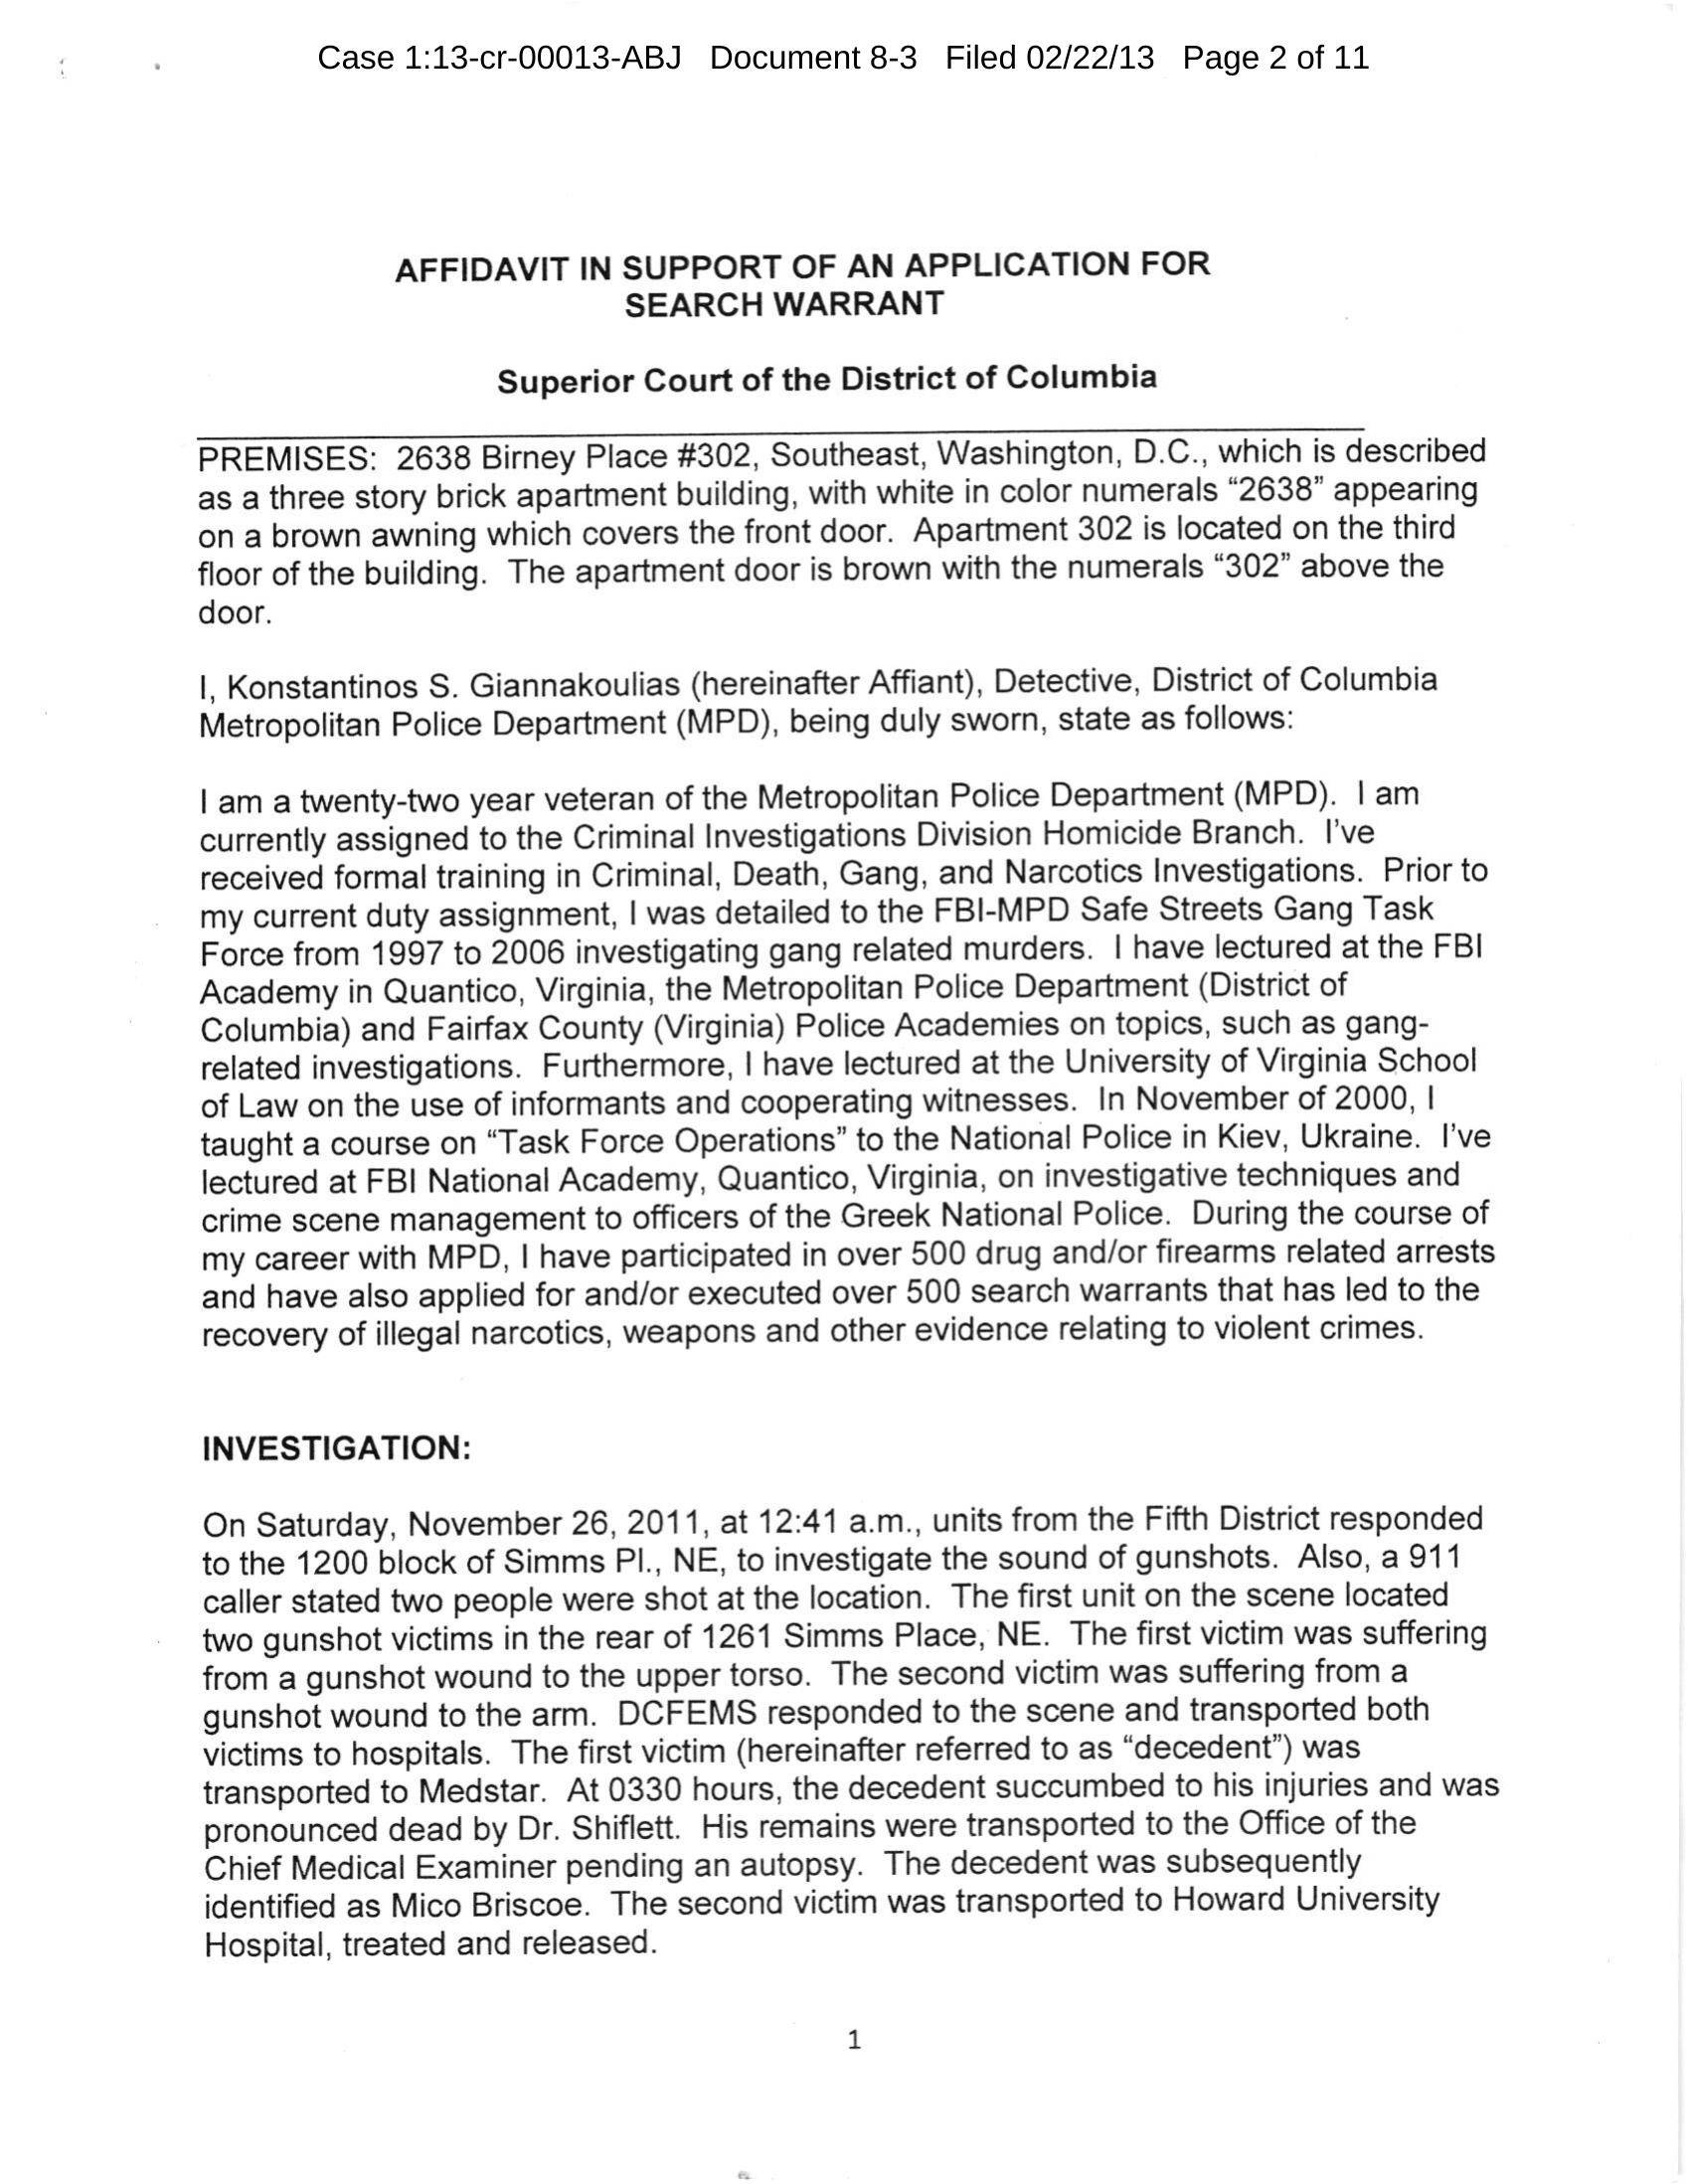 Case 1:13-cr-00013-ABJ Document 8-3 Filed 02/22/13 Page 2 of 11
AFFIDAVIT IN SUPPORT OF AN APPLICATION FOR
SEARCH WARRANT
Superior Court of the District of Columbia
PREMISES: 2638 Birney Place #302, Southeast, Washington, D.C., which is described
as a three story brick apartment building, with white in color numerals “2638” appearing
on a brown awning which covers the front door. Apartment 302 is located on the third
floor of the building. The apartment door is brown with the numerals “302” above the
door.
I, Konstantinos S. Giannakoulias (hereinafter Affiant), Detective, District of Columbia
Metropolitan Police Department (MPD), being duly sworn, state as follows:
I am a twenty-two year veteran of the Metropolitan Police Department (MPD). I am
currently assigned to the Criminal Investigations Division Homicide Branch. I’ve
received formal training in Criminal, Death, Gang, and Narcotics Investigations. Prior to
my current duty assignment, I was detailed to the FBI-MPD Safe Streets Gang Task
Force from 1997 to 2006 investigating gang related murders. I have lectured at the FBI
Academy in Quantico, Virginia, the Metropolitan Police Department (District of
Columbia) and Fairfax County (Virginia) Police Academies on topics, such as gang-
related investigations. Furthermore, I have lectured at the University of Virginia School
of Law on the use of informants and cooperating witnesses. In November of 2000, I
taught a course on “Task Force Operations” to the National Police in Kiev, Ukraine. I’ve
lectured at FBI National Academy, Quantico, Virginia, on investigative techniques and
crime scene management to officers of the Greek National Police. During the course of
my career with MPD, I have participated in over 500 drug and/or firearms related arrests
and have also applied for and/or executed over 500 search warrants that has led to the
recovery of illegal narcotics, weapons and other evidence relating to violent crimes.
INVESTIGATION:
On Saturday, November 26, 2011, at 12:41 a.m., units from the Fifth District responded
to the 1200 block of Simms Pl., NE, to investigate the sound of gunshots. Also, a 911
caller stated two people were shot at the location. The first unit on the scene located
two gunshot victims in the rear of 1261 Simms Place, NE. The first victim was suffering
from a gunshot wound to the upper torso. The second victim was suffering from a
gunshot wound to the arm. DCFEMS responded to the scene and transported both
victims to hospitals. The first victim (hereinafter referred to as “decedent”) was
transported to Medstar. At 0330 hours, the decedent succumbed to his injuries and was
pronounced dead by Dr. Shiflett. His remains were transported to the Office of the
Chief Medical Examiner pending an autopsy. The decedent was subsequently
identified as Mico Briscoe. The second victim was transported to Howard University
Hospital, treated and released.
1